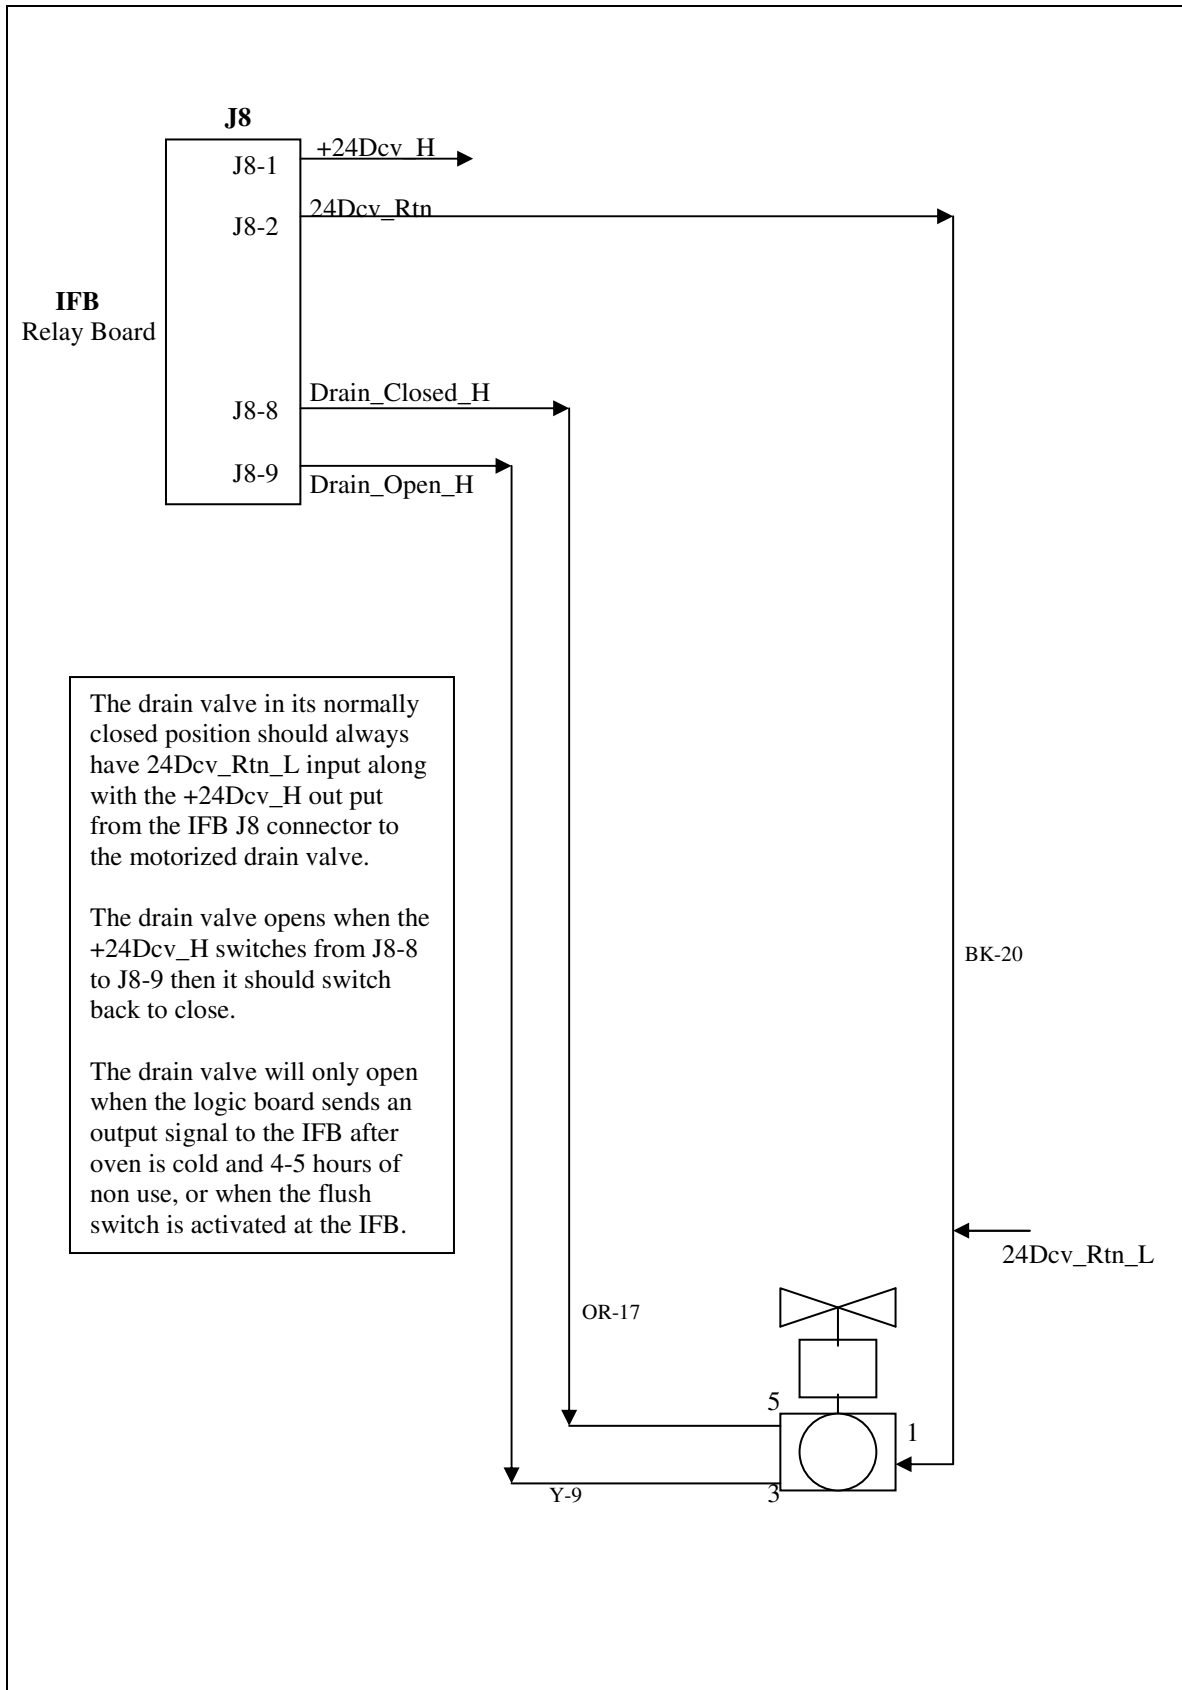 J8
J8-1
+24Dcv_H
J8-2
24Dcv_Rtn
IFB
Relay Board
J8-8
Drain_Closed_H
J8-9
Drain_Open_H
The drain valve in its normally
closed position should always
have 24Dcv_Rtn_L input along
with the +24Dcv_H out put
from the IFB J8 connector to
the motorized drain valve.
The drain valve opens when the
+24Dcv_H switches from J8-8
to J8-9 then it should switch
back to close.
The drain valve will only open
when the logic board sends an
output signal to the IFB after
oven is cold and 4-5 hours of
non use, or when the flush
switch is activated at the IFB.
BK-20
24Dcv_Rtn_L
OR-17
5
1
Y-9
3